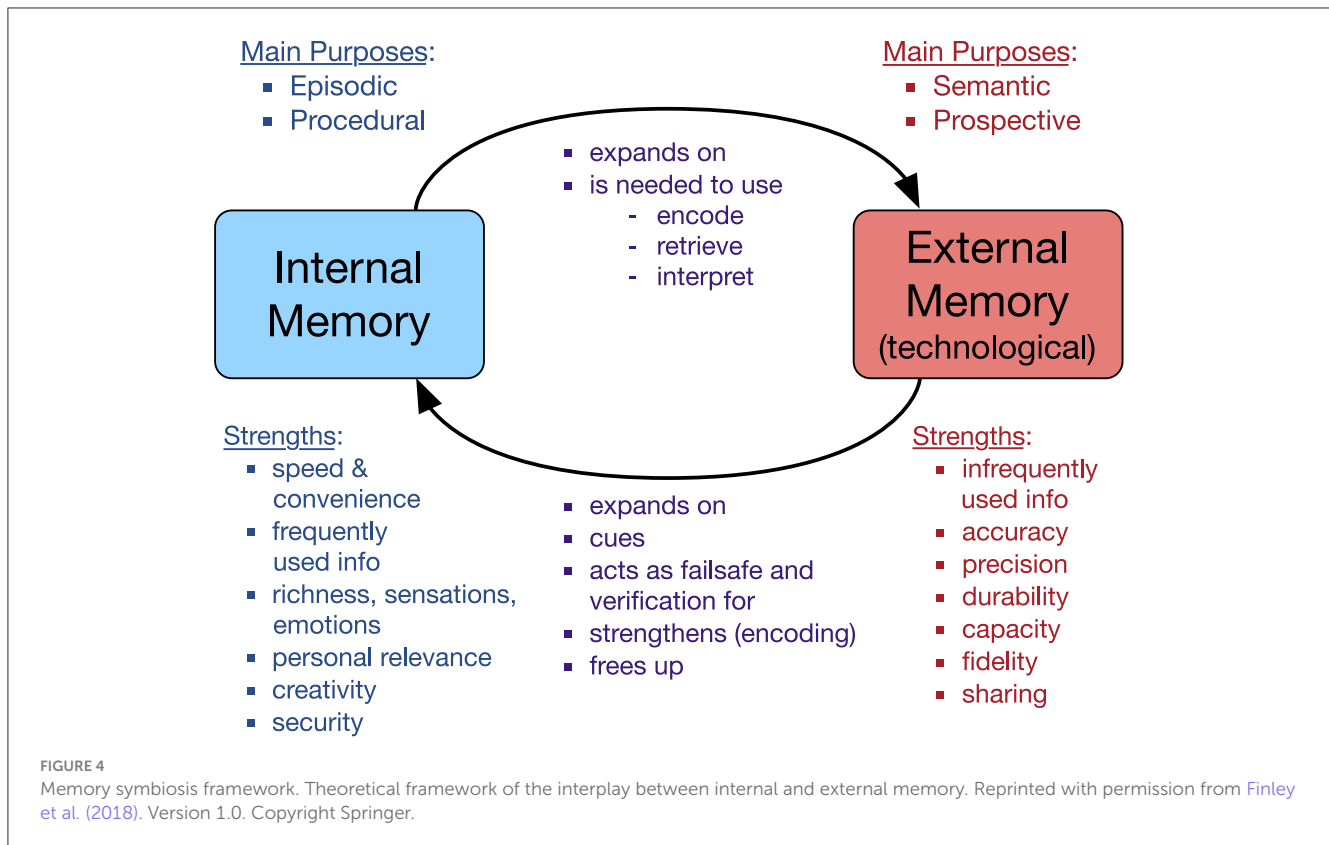 Main Purposes:
▪ Episodic
▪ Procedural
Main Purposes:
▪ Semantic
▪ Prospective
▪ expands on
▪ is needed to use
- encode
- retrieve
- interpret
Internal
Memory
External
Memory
(technological)
Strengths:
▪ speed &
convenience
▪ frequently
used info
▪ richness, sensations,
emotions
▪ personal relevance
▪ creativity
▪ security
▪ expands on
▪ cues
▪ acts as failsafe and
verification for
▪ strengthens (encoding)
▪ frees up
Strengths:
▪ infrequently
used info
▪ accuracy
▪ precision
▪ durability
▪ capacity
▪ fidelity
▪ sharing
FIGURE 4
Memory symbiosis framework. Theoretical framework of the interplay between internal and external memory. Reprinted with permission from Finley
et al. (2018). Version 1.0. Copyright Springer.